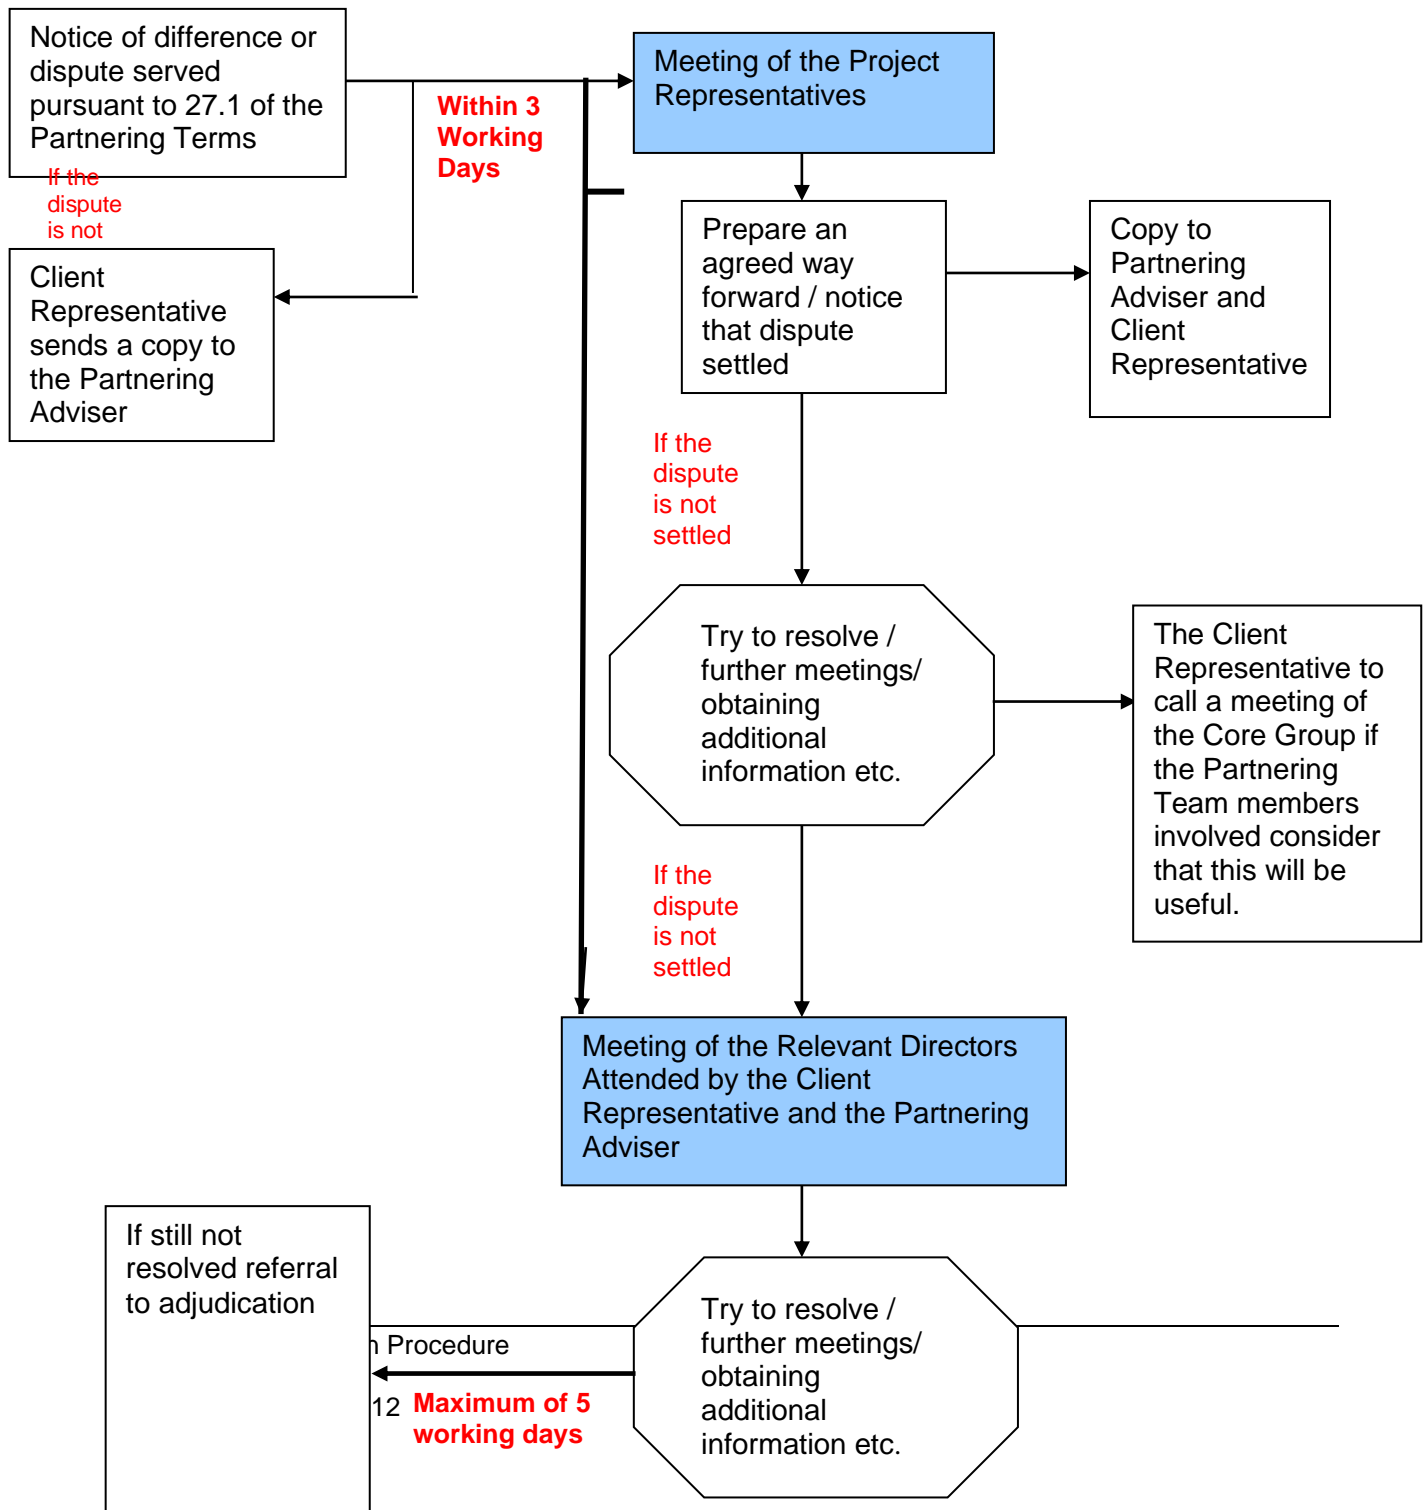 Notice of difference or
dispute served
pursuant to 27.1 of the
Partnering Terms
Within 3
Working
Days
Meeting of the Project
Representatives
If the
dispute
is not
Client
Representative
sends a copy to
the Partnering
Adviser
Prepare an
agreed way
forward / notice
that dispute
settled
Copy to
Partnering
Adviser and
Client
Representative
If the
dispute
is not
settled
Try to resolve /
further meetings/
obtaining
additional
information etc.
The Client
Representative to
call a meeting of
the Core Group if
the Partnering
Team members
involved consider
that this will be
useful.
If the
dispute
is not
settled
Meeting of the Relevant Directors
Attended by the Client
Representative and the Partnering
Adviser
If still not
resolved referral
to adjudication
Try to resolve /
further meetings/
obtaining
additional
information etc.
Procedure
12
Maximum of 5
working days